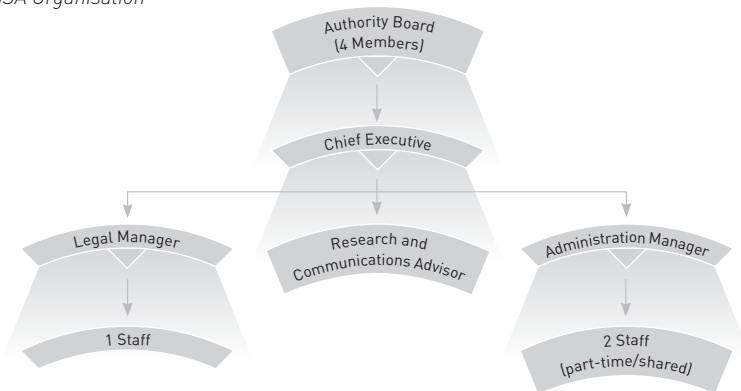 Organisation
Authority Board
(4 Members)
Chief Executive
Legal Manager
Research and
Communications Advisor
Administration Manager
1 Staff
2 Staff
(part-time/shared)